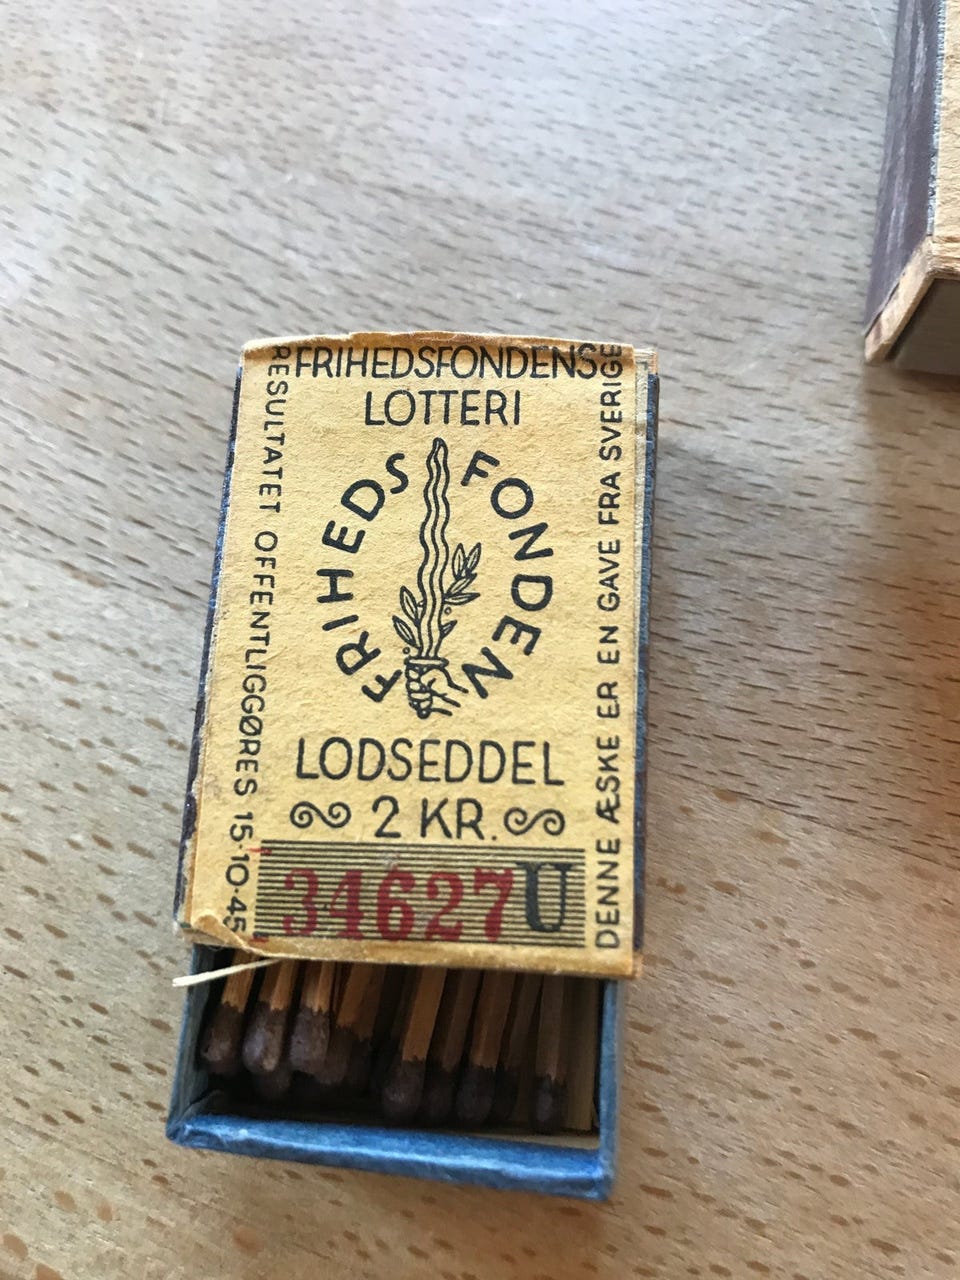 FRIHEDSFONDENS
LOTTERI
FRIHEDS FONDEN
LODSEDDEL
2 KR.
34627 U
RESULTATET OFFENTLIGGØRES 15·10·45
DENNE ÆSKE ER EN GAVE FRA SVERIGE